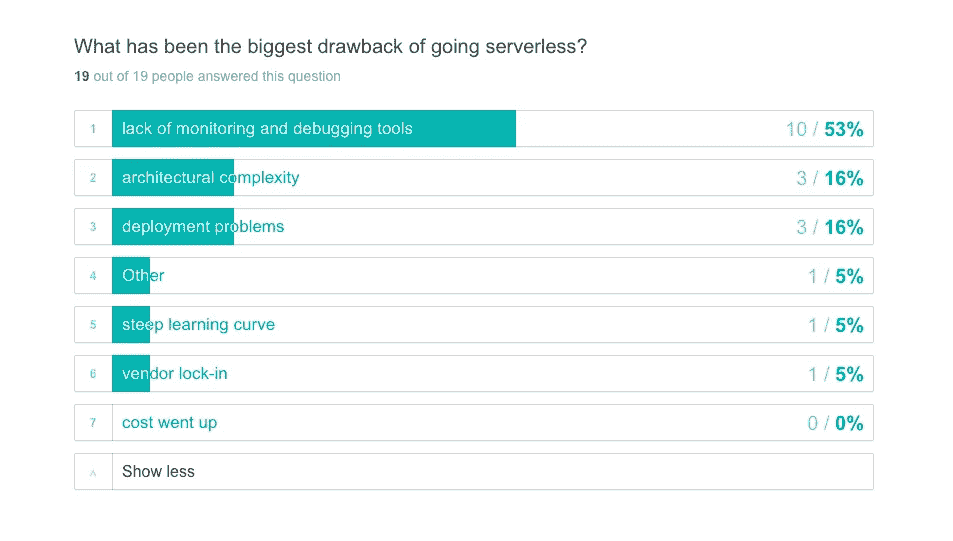 What has been the biggest drawback of going serverless?
19 out of 19 people answered this question
1 lack of monitoring and debugging tools 10 / 53%
2 architectural complexity 3 / 16%
3 deployment problems 3 / 16%
4 Other 1 / 5%
5 steep learning curve 1 / 5%
6 vendor lock-in 1 / 5%
7 cost went up 0 / 0%
Show less